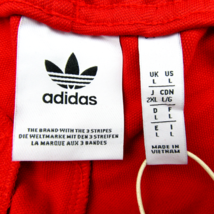 adidas
THE BRAND WITH THE 3 STRIPES
DIE WELTMARKE MIT DEN 3 STREIFEN
LA MARQUE AUX 3 BANDES
UK L US L
J 2XL CDN L/G
D L F L
E L I L
MADE IN
VIETNAM